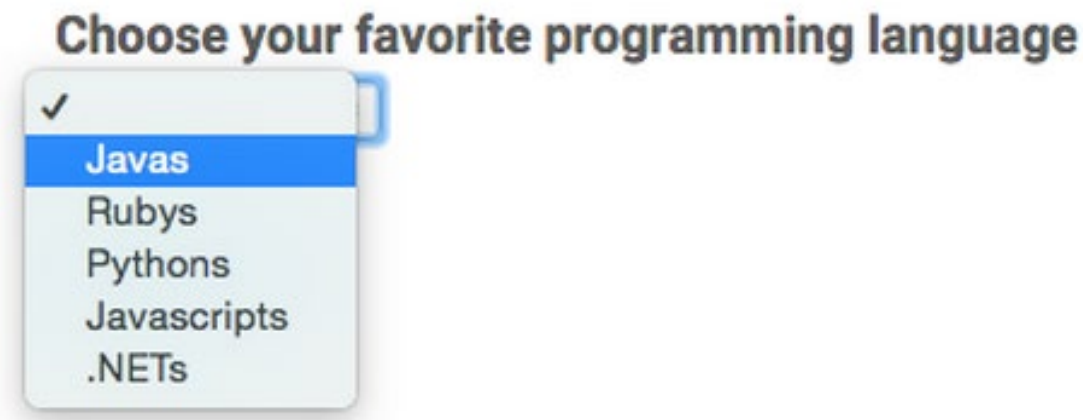 Choose your favorite programming language
✓
Javas
Rubys
Pythons
Javascripts
.NETs